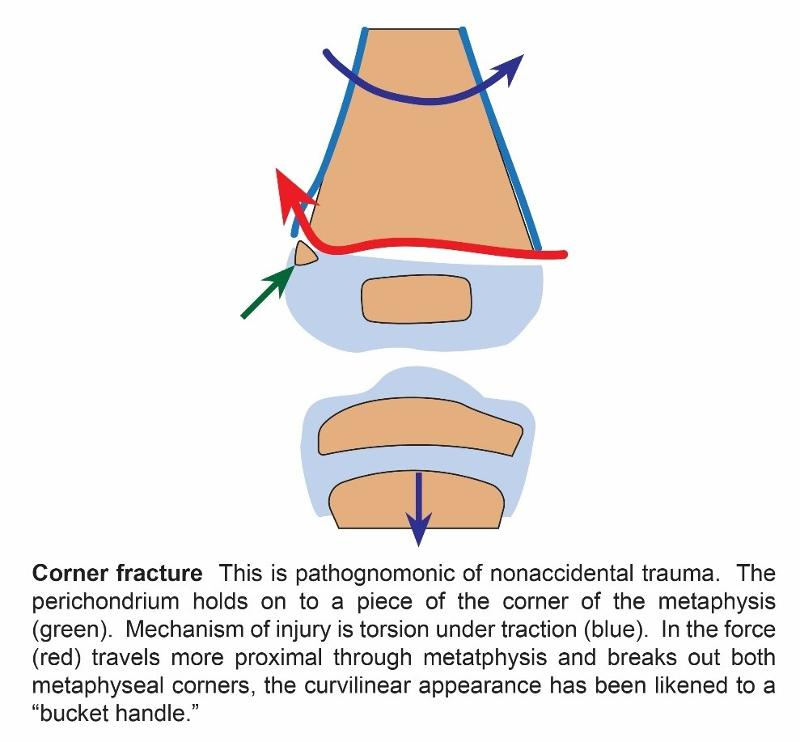 Corner fracture This is pathognomonic of nonaccidental trauma. The
perichondrium holds on to a piece of the corner of the metaphysis
(green). Mechanism of injury is torsion under traction (blue). In the force
(red) travels more proximal through metatphysis and breaks out both
metaphyseal corners, the curvilinear appearance has been likened to a
“bucket handle.”